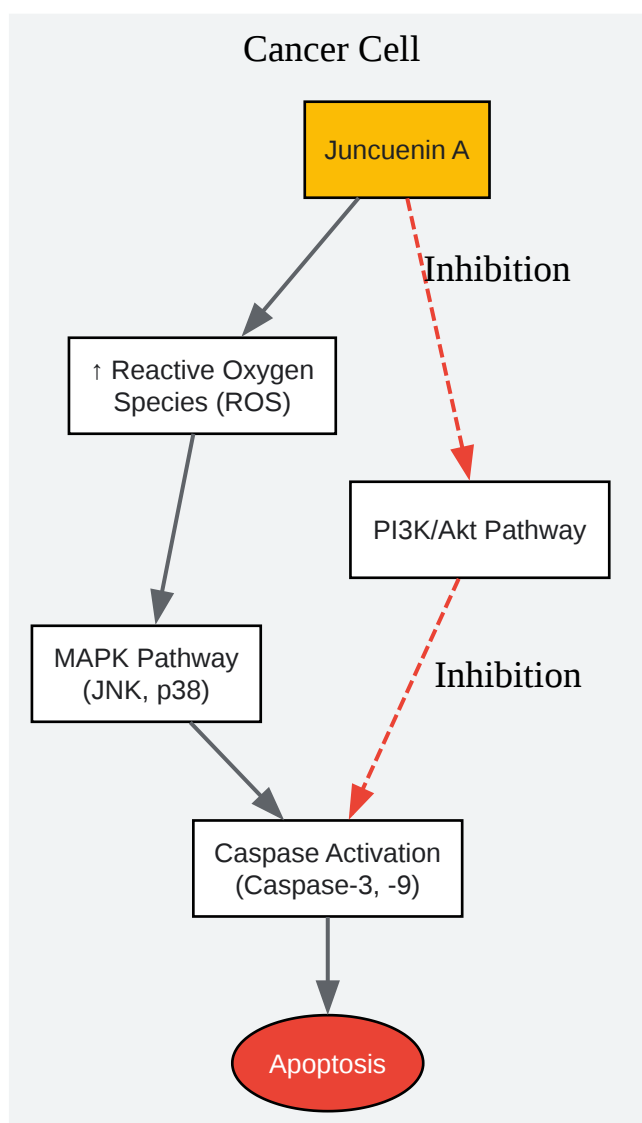 Cancer Cell
Juncuenin A
Inhibition
↑ Reactive Oxygen
Species (ROS)
PI3K/Akt Pathway
MAPK Pathway
(JNK, p38)
Inhibition
Caspase Activation
(Caspase-3, -9)
Apoptosis